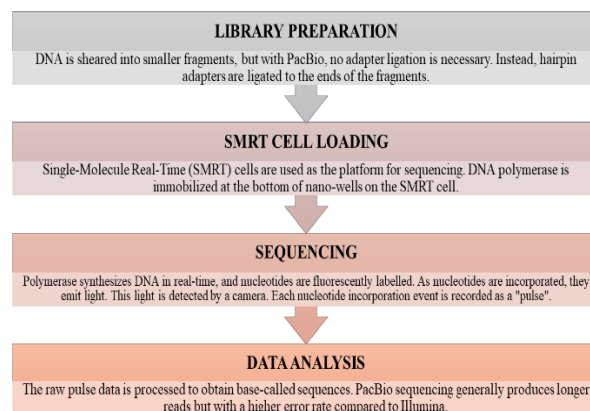 LIBRARY PREPARATION
DNA is sheared into smaller fragments, but with PacBio, no adapter ligation is necessary. Instead, hairpin
adapters are ligated to the ends of the fragments.
SMRT CELL LOADING
Single-Molecule Real-Time (SMRT) cells are used as the platform for sequencing. DNA polymerase is
immobilized at the bottom of nano-wells on the SMRT cell.
SEQUENCING
Polymerase synthesizes DNA in real-time, and nucleotides are fluorescently labelled. As nucleotides are incorporated, they
emit light. This light is detected by a camera. Each nucleotide incorporation event is recorded as a "pulse".
DATA ANALYSIS
The raw pulse data is processed to obtain base-called sequences. PacBio sequencing generally produces longer
reads but with a higher error rate compared to Illumina.